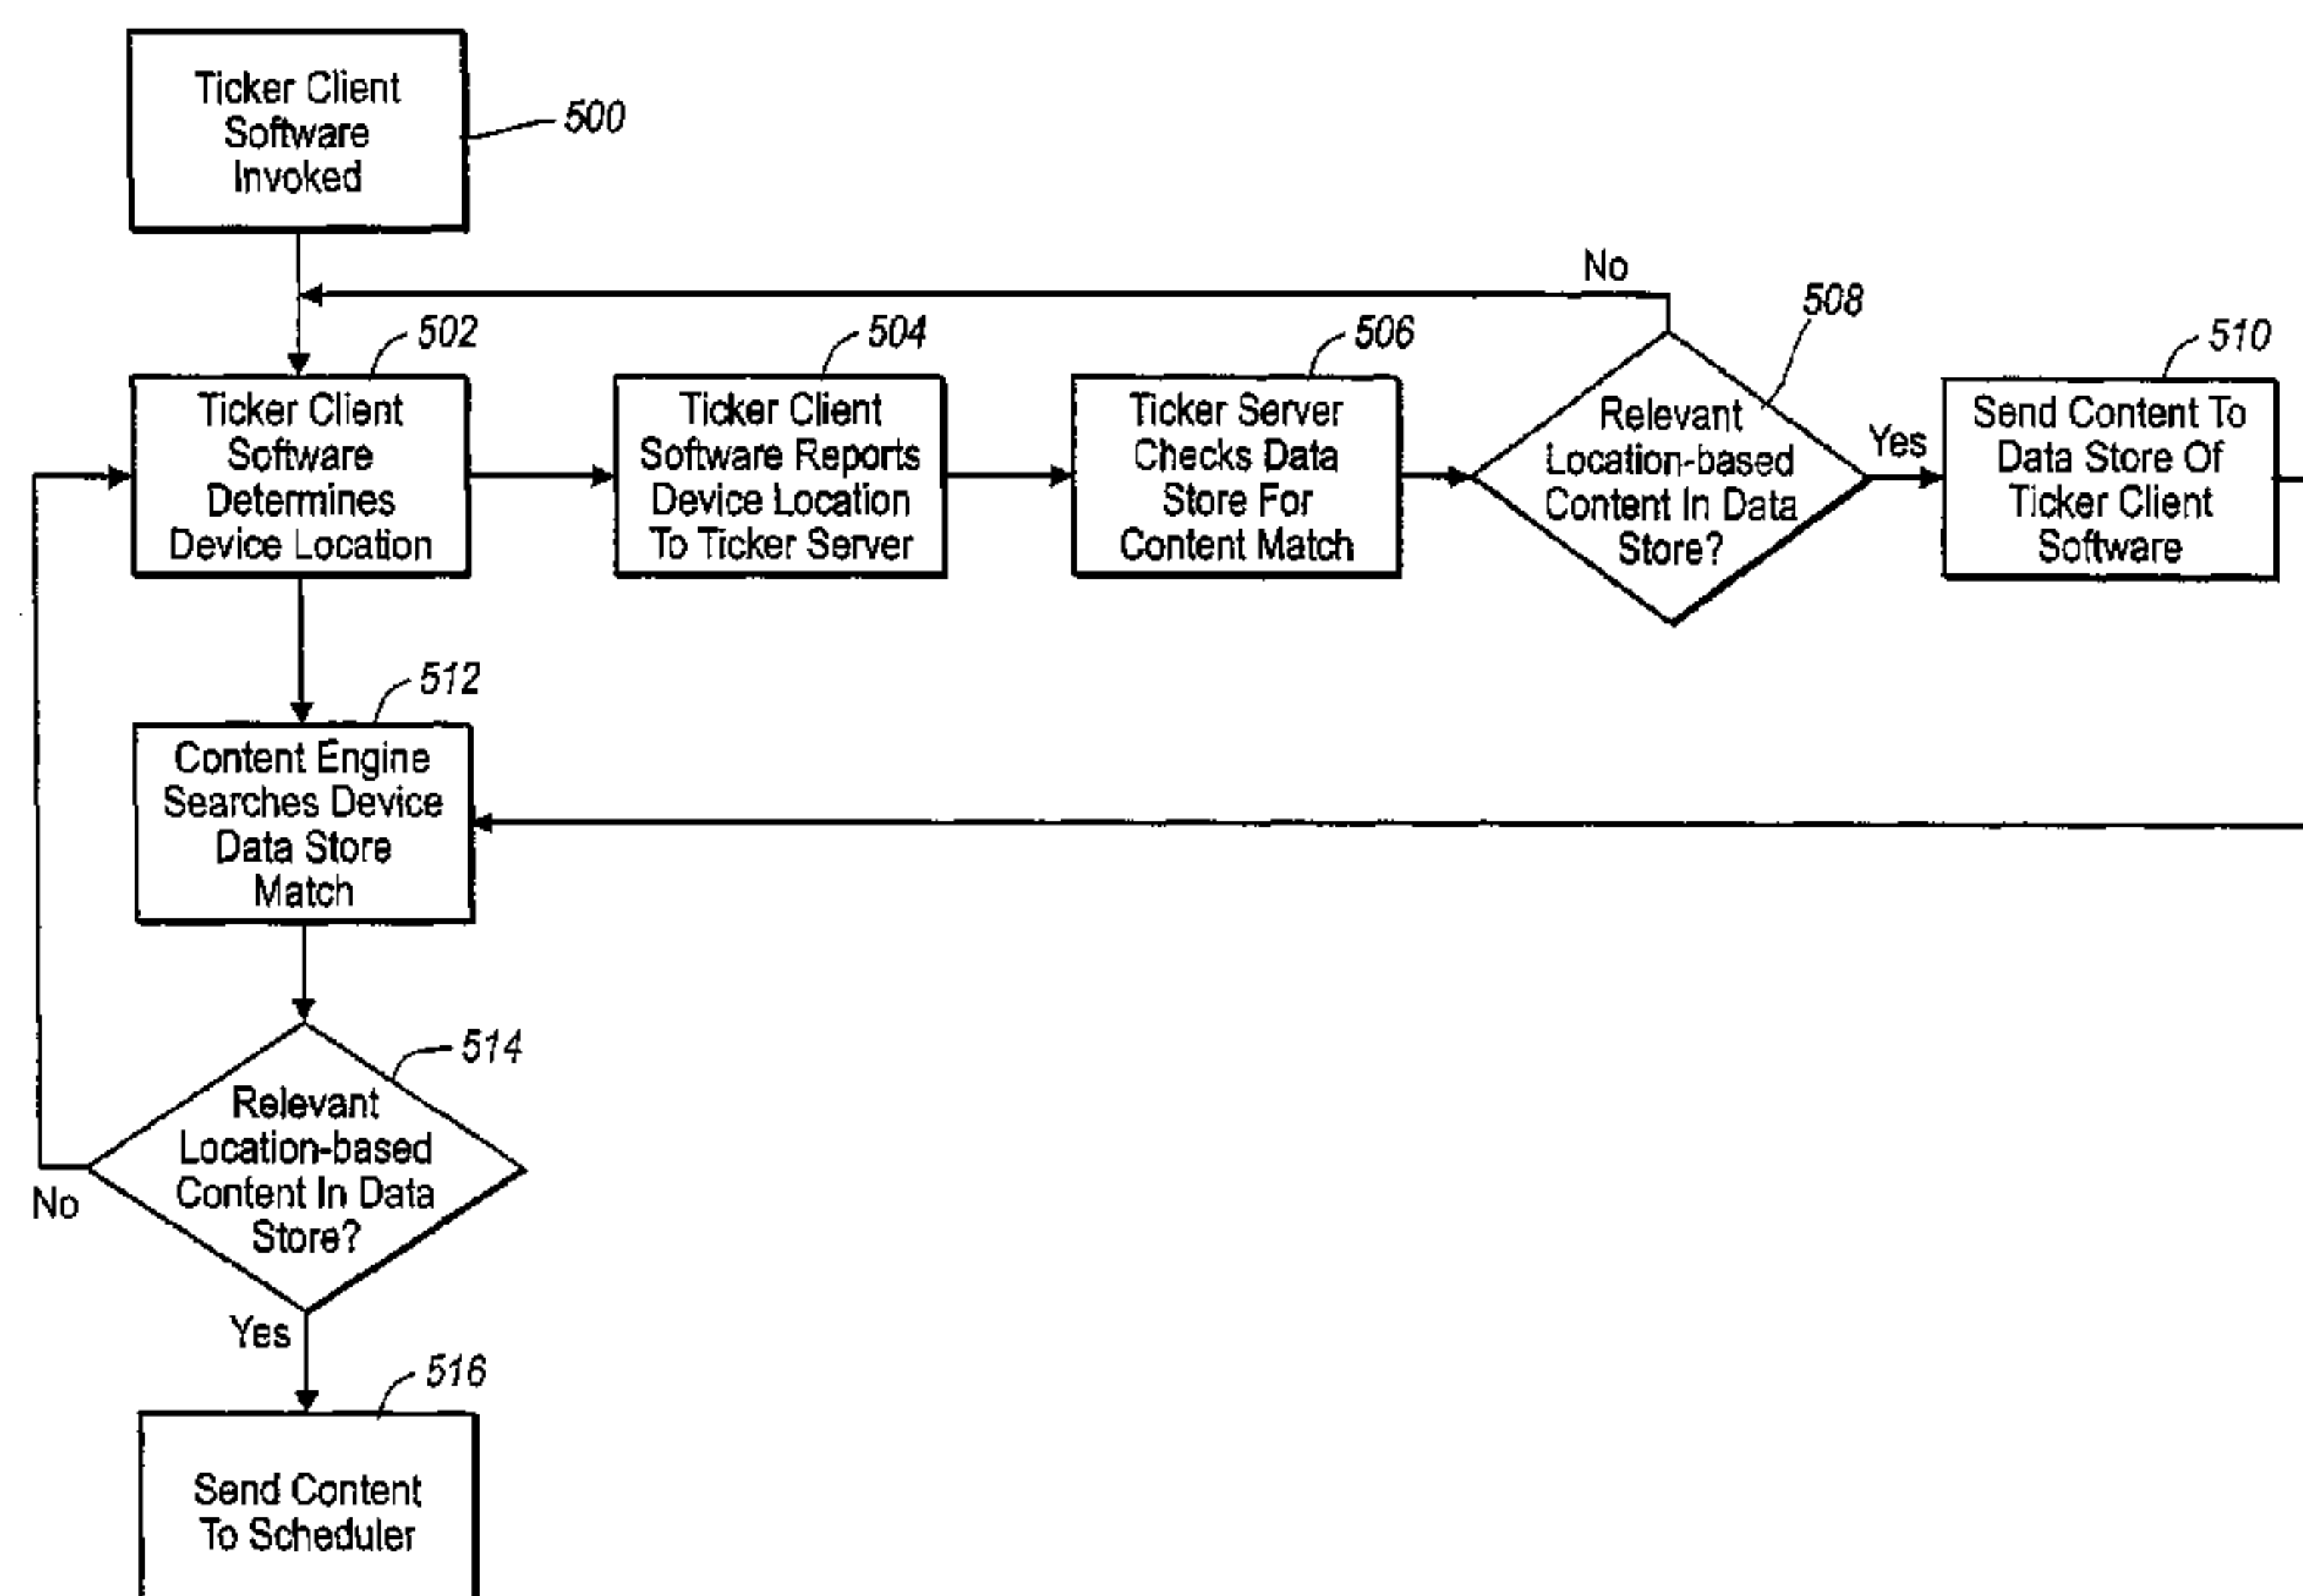 Ticker Client
Software
Invoked
500
No
502
Ticker Client
Software
Determines
Device Location
504
Ticker Client
Software Reports
Device Location
To Ticker Server
506
Ticker Server
Checks Data
Store For
Content Match
508
Relevant
Location-based
Content In Data
Store?
Yes
510
Send Content To
Data Store Of
Ticker Client
Software
512
Content Engine
Searches Device
Data Store
Match
514
Relevant
Location-based
Content In Data
Store?
No
Yes
516
Send Content
To Scheduler